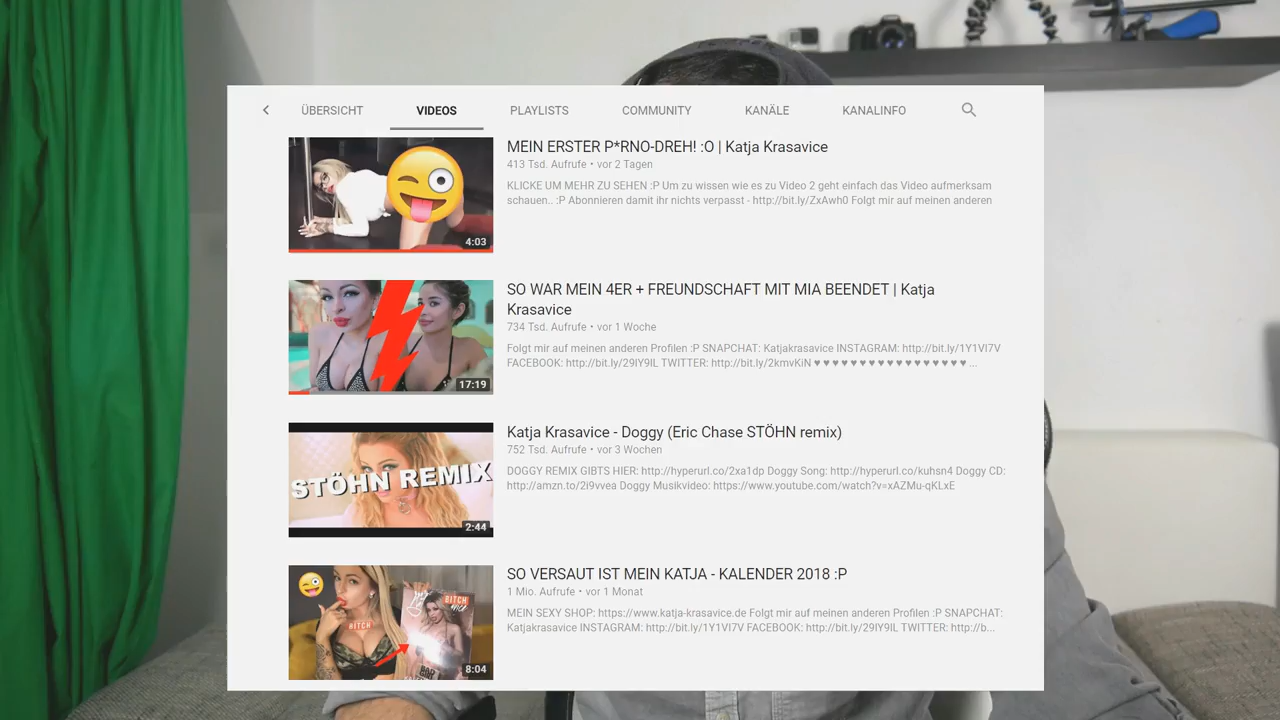 ÜBERSICHT
VIDEOS
PLAYLISTS
COMMUNITY
KANÄLE
KANALINFO
MEIN ERSTER P*RNO-DREH! :O | Katja Krasavice
413 Tsd. Aufrufe • vor 2 Tagen
KLICKE UM MEHR ZU SEHEN :P Um zu wissen wie es zu Video 2 geht einfach das Video aufmerksam
schauen.. :P Abonnieren damit ihr nichts verpasst - http://bit.ly/ZxAwh0 Folgt mir auf meinen anderen
4:03
SO WAR MEIN 4ER + FREUNDSCHAFT MIT MIA BEENDET | Katja
Krasavice
734 Tsd. Aufrufe • vor 1 Woche
Folgt mir auf meinen anderen Profilen :P SNAPCHAT: Katjakrasavice INSTAGRAM: http://bit.ly/1Y1VI7V
FACEBOOK: http://bit.ly/29IY9IL TWITTER: http://bit.ly/2kmvKiN ♥ ♥ ♥ ♥ ♥ ♥ ♥ ♥ ♥ ♥ ♥ ♥ ♥ ♥ ♥ ♥ ♥ ...
17:19
Katja Krasavice - Doggy (Eric Chase STÖHN remix)
752 Tsd. Aufrufe • vor 3 Wochen
DOGGY REMIX GIBTS HIER: http://hyperurl.co/2xa1dp Doggy Song: http://hyperurl.co/kuhsn4 Doggy CD:
http://amzn.to/2i9vvea Doggy Musikvideo: https://www.youtube.com/watch?v=xAZMu-qKLxE
STÖHN REMIX
2:44
SO VERSAUT IST MEIN KATJA - KALENDER 2018 :P
1 Mio. Aufrufe • vor 1 Monat
MEIN SEXY SHOP: https://www.katja-krasavice.de Folgt mir auf meinen anderen Profilen :P SNAPCHAT:
Katjakrasavice INSTAGRAM: http://bit.ly/1Y1VI7V FACEBOOK: http://bit.ly/29IY9IL TWITTER: http://b...
BITCH
BITCH
8:04